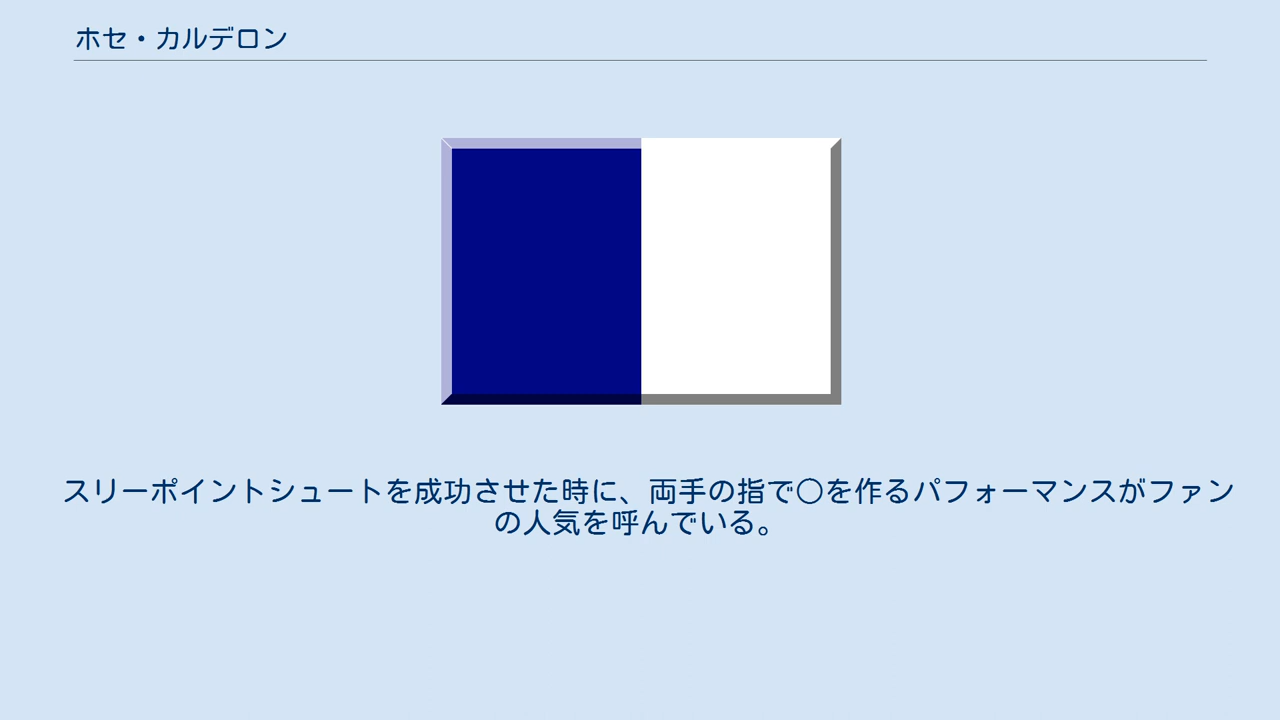 ホセ・カルデロン
スリーポイントシュートを成功させた時に、両手の指で〇を作るパフォーマンスがファン
の人気を呼んでいる。